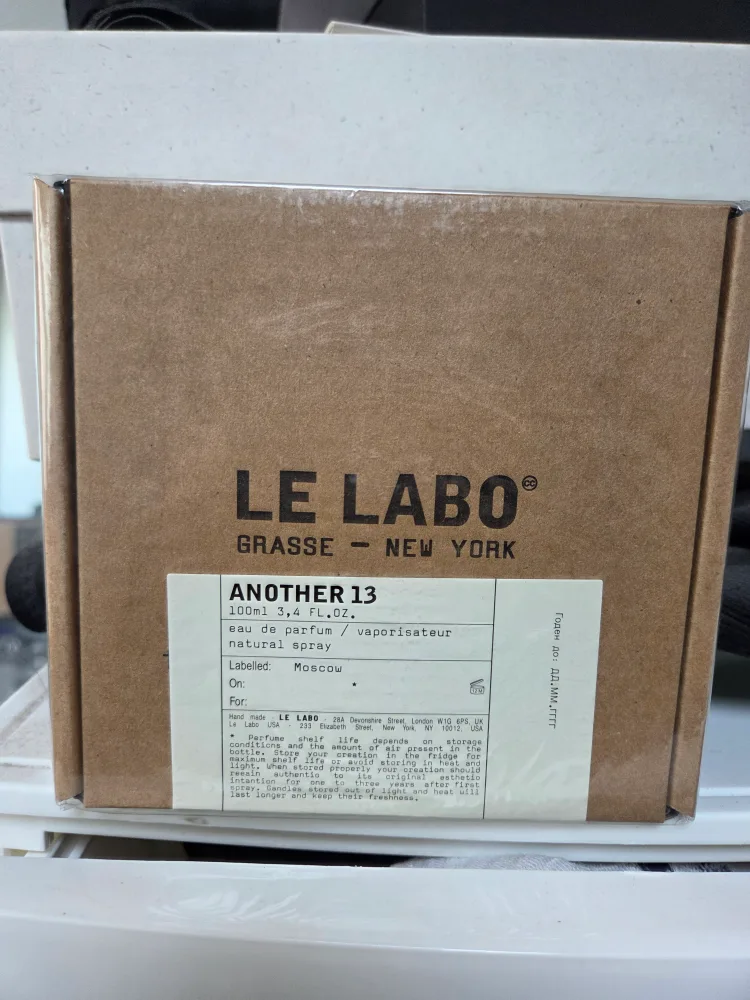 LE LABO
GRASSE — NEW YORK
ANOTHER 13
100ml 3,4 FL.OZ.
eau de parfum / vaporisateur
natural spray
Labelled: Moscow
On: *
For:
12M
Hand made - LE LABO - 28A Devonshire Street, London W1G 6PS, UK
Le Labo USA - 233 Elizabeth Street, New York, NY 10012, USA
* Perfume shelf life depends on storage
conditions and the amount of air present in the
bottle. Store your creation in the fridge for
maximum shelf life or avoid storing in heat and
light. When stored properly your creation should
remain authentic to its original esthetic
intantion for one to three years after first
spray. Candles stored out of light and heat will
last longer and keep their freshness.
Годен до: ДД.ММ.ГГГГ